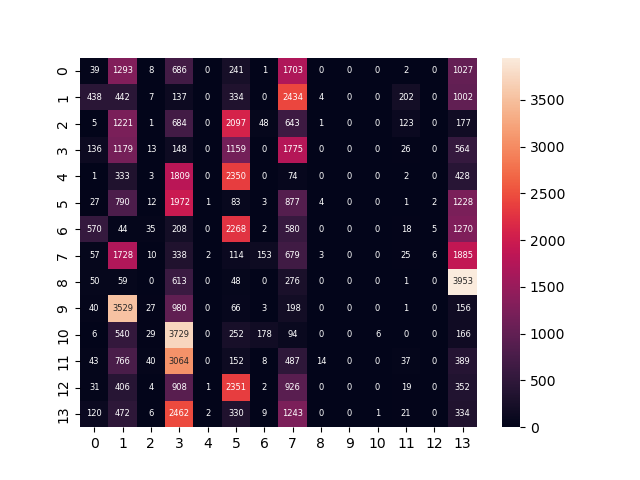 0 39 1293 8 686 0 241 1 1703 0 0 0 2 0 1027
1 438 442 7 137 0 334 0 2434 4 0 0 202 0 1002
2 5 1221 1 684 0 2097 48 643 1 0 0 123 0 177
3 136 1179 13 148 0 1159 0 1775 0 0 0 26 0 564
4 1 333 3 1809 0 2350 0 74 0 0 0 2 0 428
5 27 790 12 1972 1 83 3 877 4 0 0 1 2 1228
6 570 44 35 208 0 2268 2 580 0 0 0 18 5 1270
7 57 1728 10 338 2 114 153 679 3 0 0 25 6 1885
8 50 59 0 613 0 48 0 276 0 0 0 1 0 3953
9 40 3529 27 980 0 66 3 198 0 0 0 1 0 156
10 6 540 29 3729 0 252 178 94 0 0 6 0 0 166
11 43 766 40 3064 0 152 8 487 14 0 0 37 0 389
12 31 406 4 908 1 2351 2 926 0 0 0 19 0 352
13 120 472 6 2462 2 330 9 1243 0 0 1 21 0 334
0 1 2 3 4 5 6 7 8 9 10 11 12 13
3500
3000
2500
2000
1500
1000
500
0